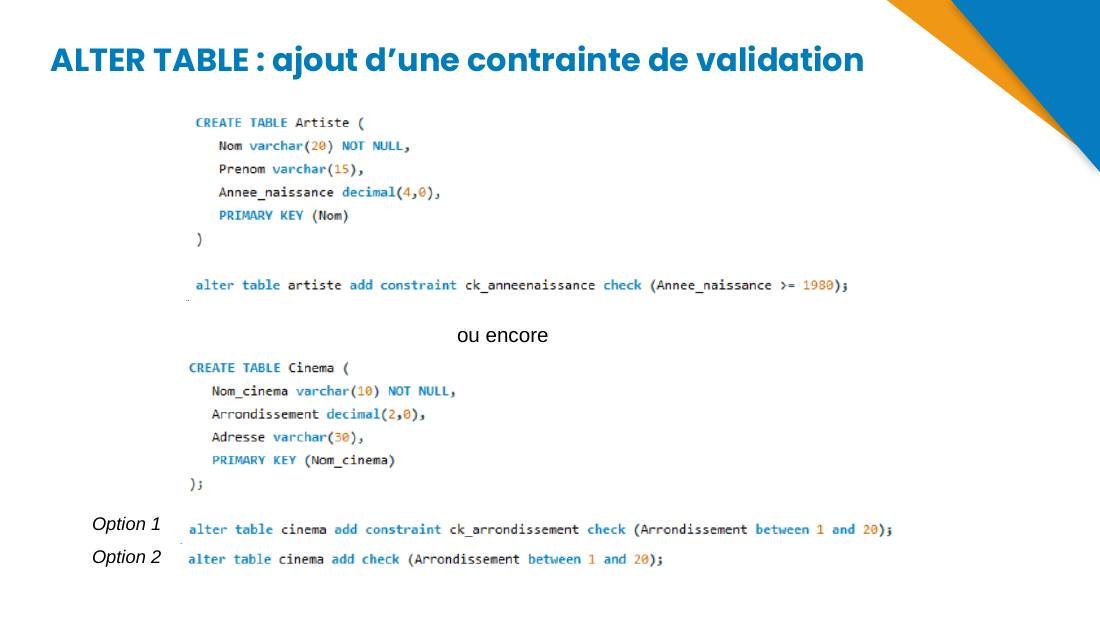 ALTER TABLE : ajout d’une contrainte de validation
CREATE TABLE Artiste (
Nom varchar(20) NOT NULL,
Prenom varchar(15),
Annee_naissance decimal(4,0),
PRIMARY KEY (Nom)
)
alter table artiste add constraint ck_anneenaissance check (Annee_naissance >= 1980);
ou encore
CREATE TABLE Cinema (
Nom_cinema varchar(10) NOT NULL,
Arrondissement decimal(2,0),
Adresse varchar(30),
PRIMARY KEY (Nom_cinema)
);
Option 1 alter table cinema add constraint ck_arrondissement check (Arrondissement between 1 and 20);
Option 2 alter table cinema add check (Arrondissement between 1 and 20);